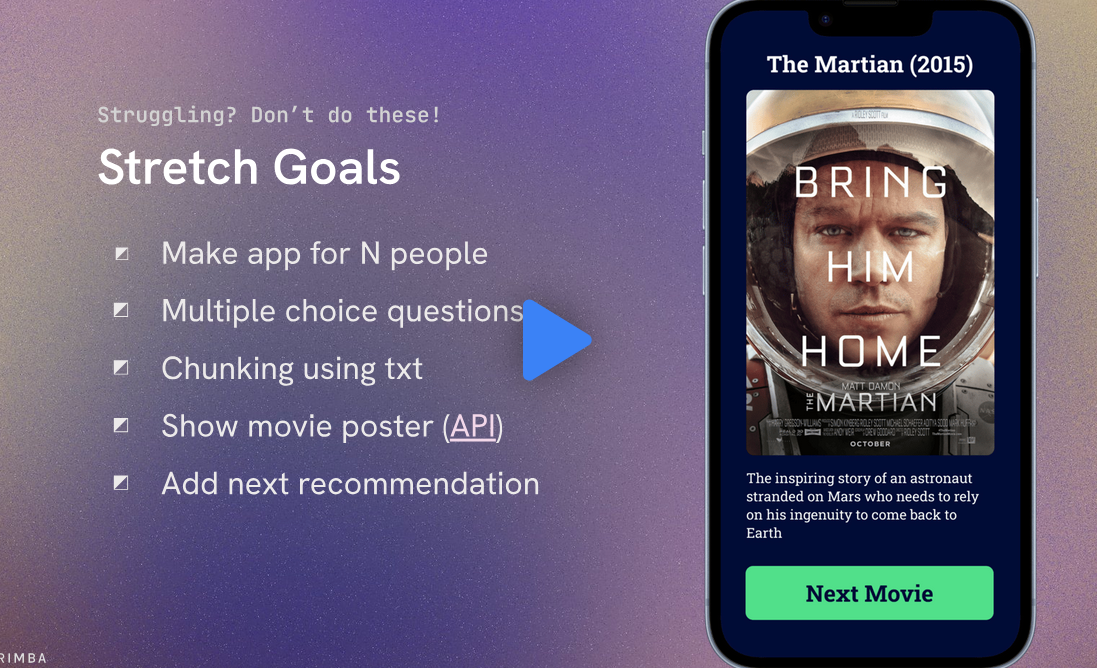 Struggling? Don't do these!
Stretch Goals
Make app for N people
Multiple choice questions
Chunking using txt
Show movie poster (API)
Add next recommendation
RIMBA
The Martian (2015)
BRING
HIM
HOME
MATT DAMON
THE MARTIAN
OCTOBER
The inspiring story of an astronaut
stranded on Mars who needs to rely
on his ingenuity to come back to
Earth
Next Movie